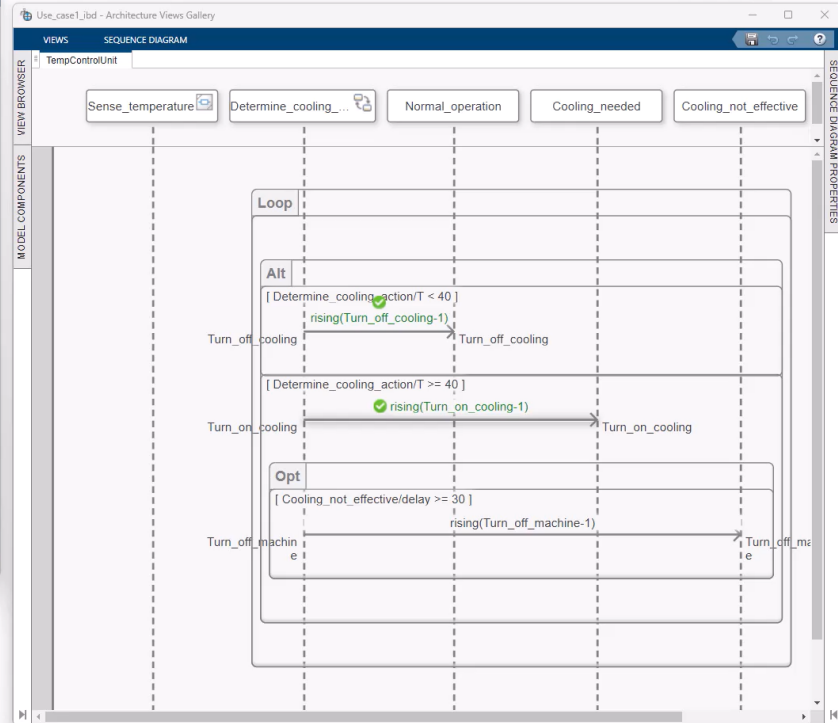 Use_case1_ibd - Architecture Views Gallery
VIEWS SEQUENCE DIAGRAM
TempControlUnit
VIEW BROWSER
MODEL COMPONENTS
SEQUENCE DIAGRAM PROPERTIES
Sense_temperature Determine_cooling_... Normal_operation Cooling_needed Cooling_not_effective
Loop
Alt
[ Determine_cooling_action/T < 40 ]
rising(Turn_off_cooling-1)
Turn_off_cooling Turn_off_cooling
[ Determine_cooling_action/T >= 40 ]
rising(Turn_on_cooling-1)
Turn_on_cooling Turn_on_cooling
Opt
[ Cooling_not_effective/delay >= 30 ]
rising(Turn_off_machine-1)
Turn_off_machin Turn_off_ma
e e